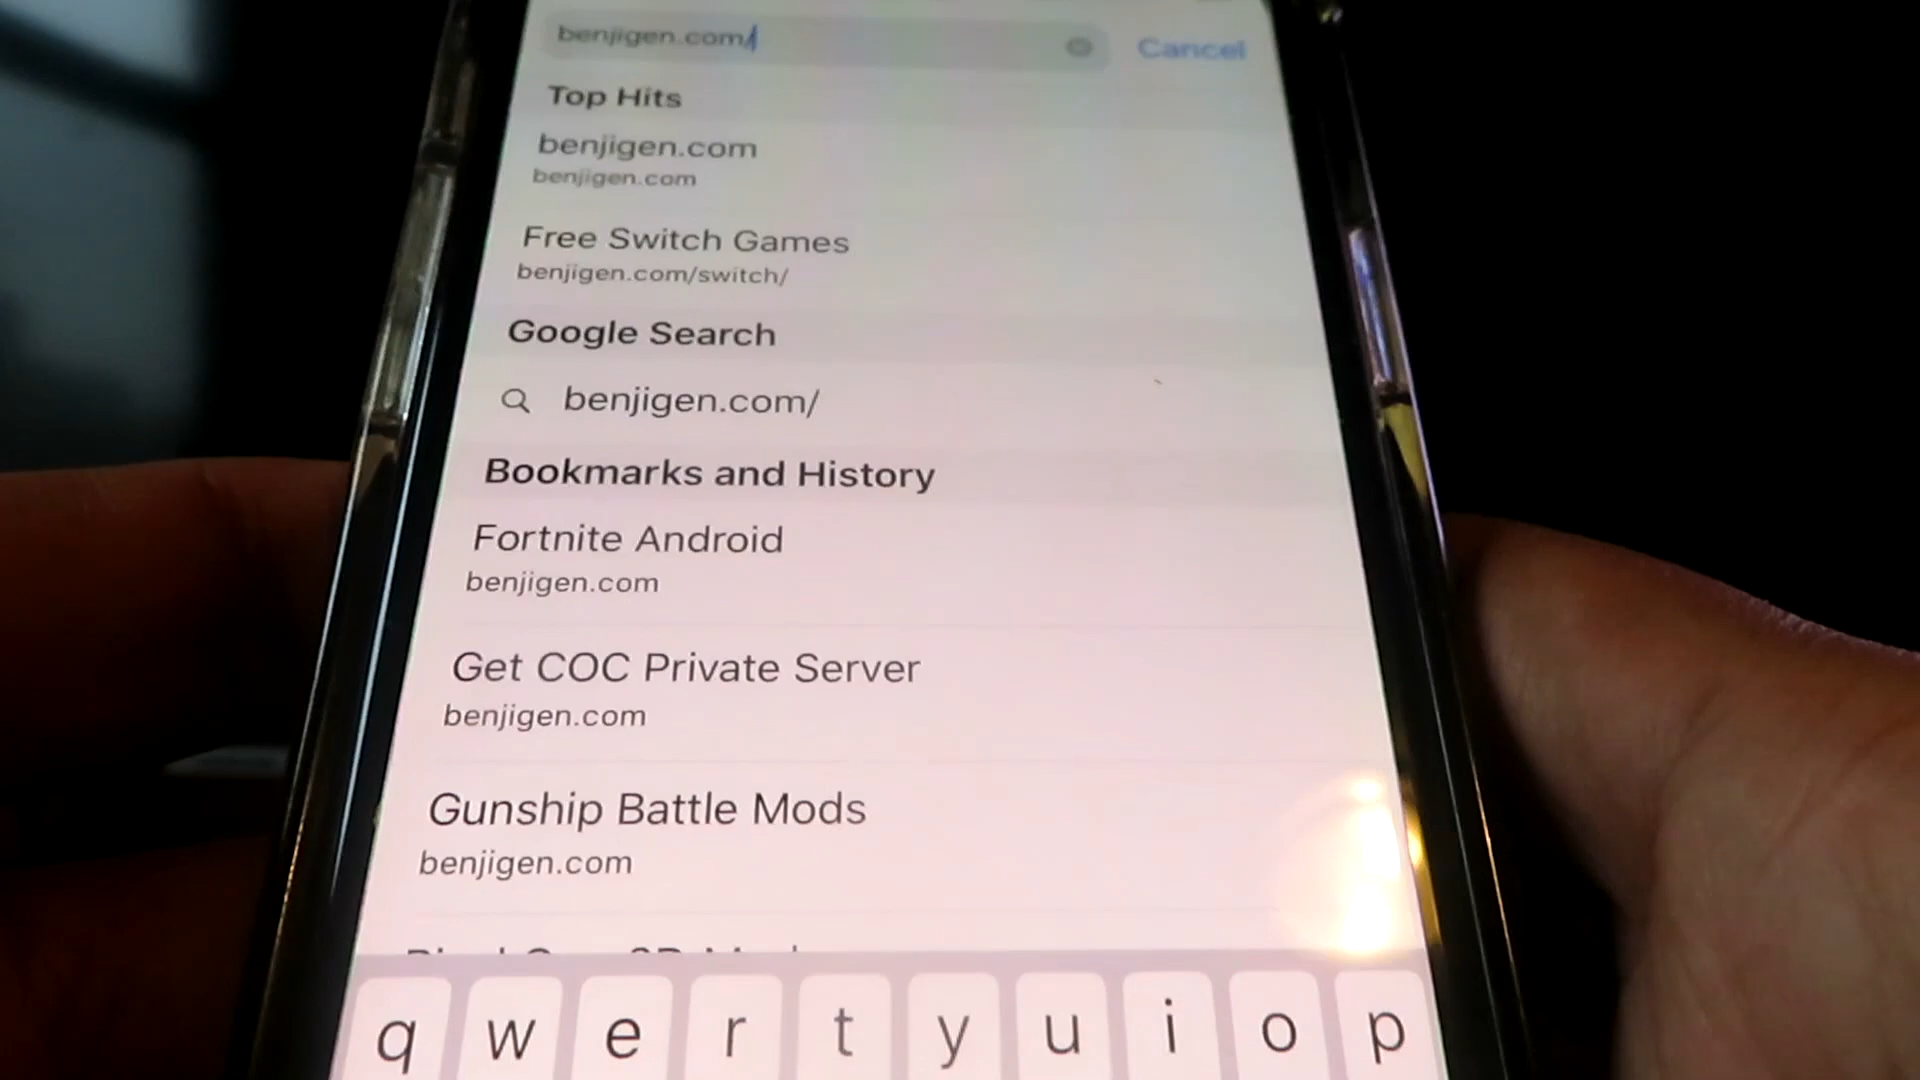 benjigen.com/
Cancel
Top Hits
benjigen.com
benjigen.com
Free Switch Games
benjigen.com/switch/
Google Search
benjigen.com/
Bookmarks and History
Fortnite Android
benjigen.com
Get COC Private Server
benjigen.com
Gunship Battle Mods
benjigen.com
q w e r t y u i o p